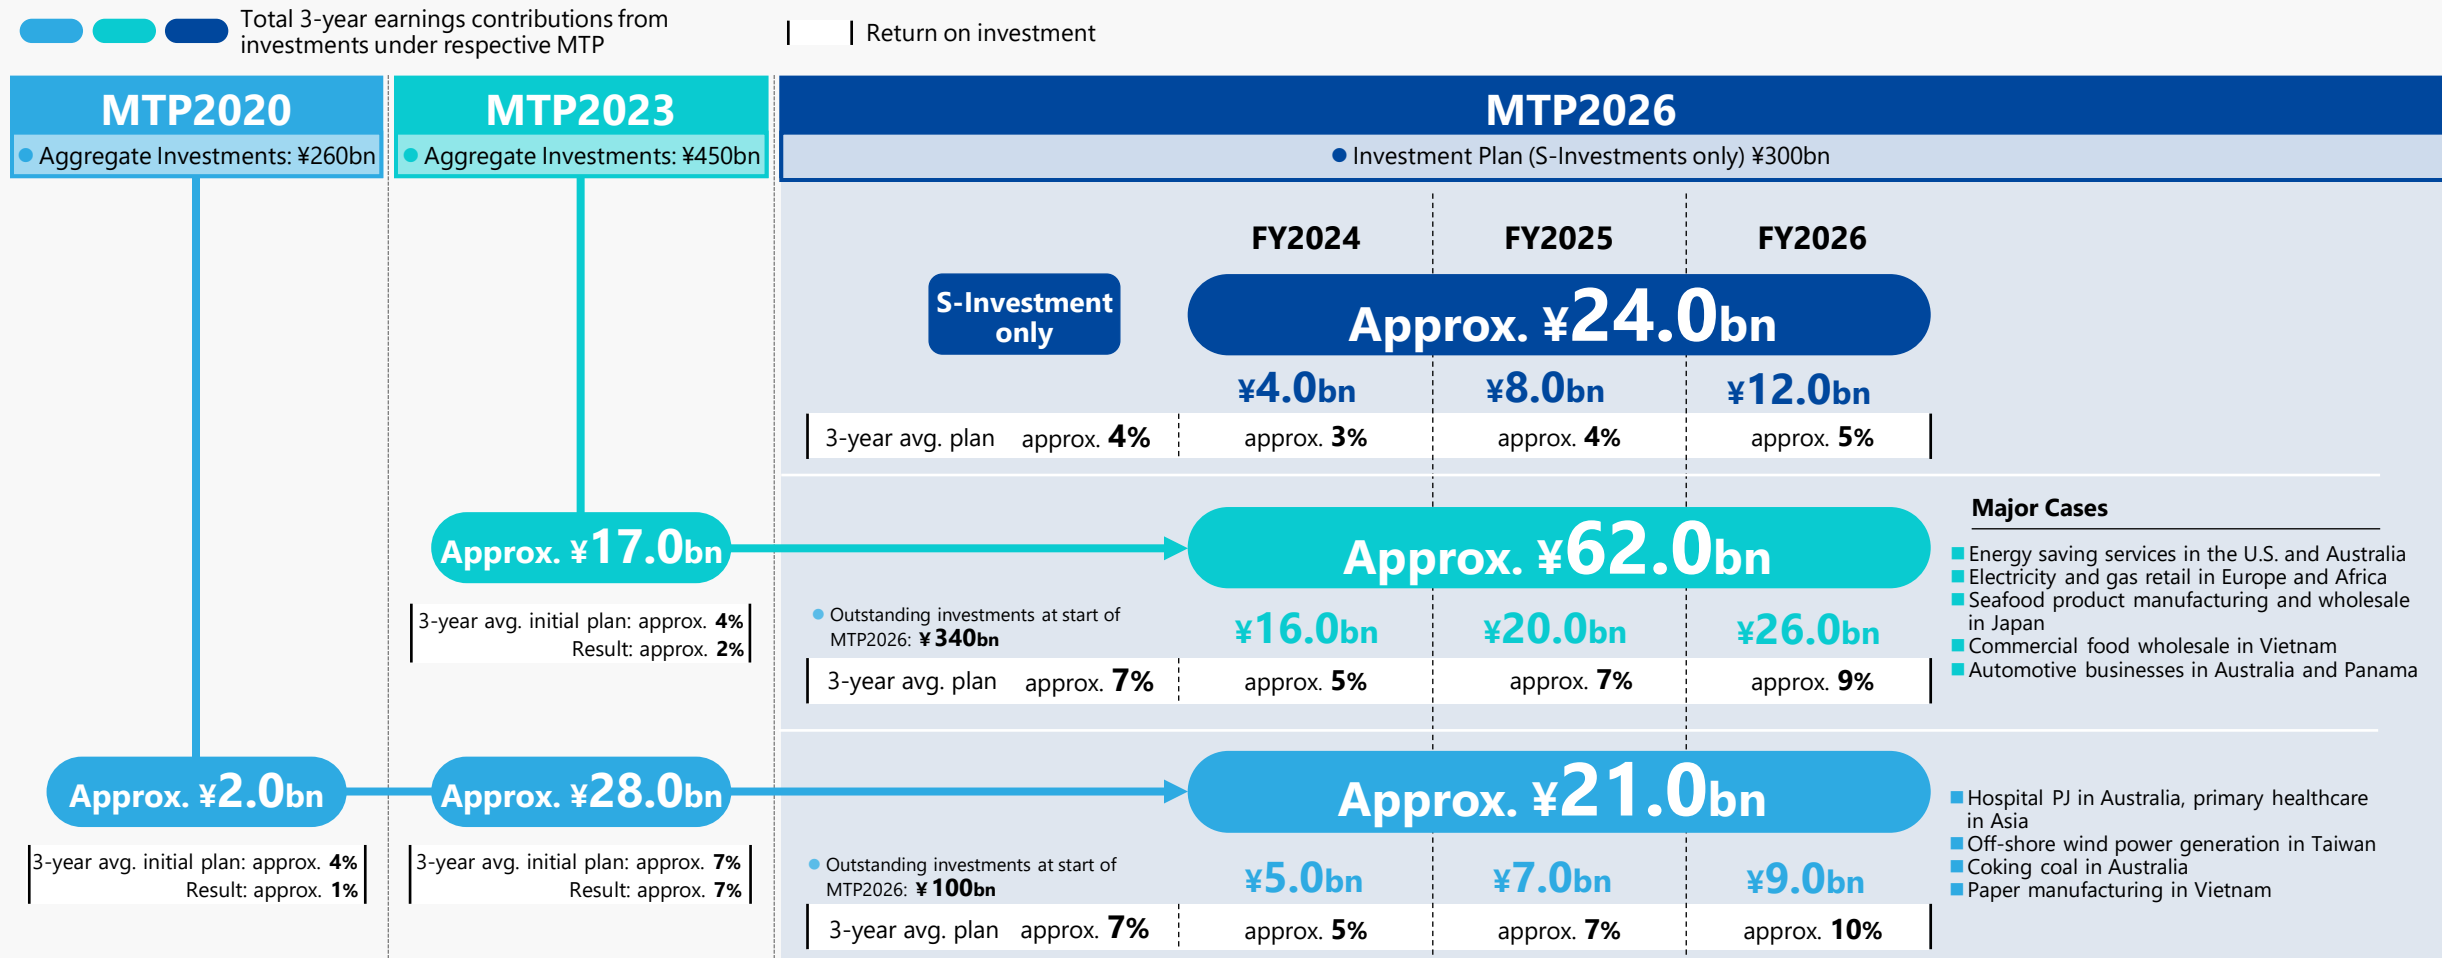 Total 3-year earnings contributions from
investments under respective MTP
Return on investment
MTP2020
● Aggregate Investments: ¥260bn
MTP2023
● Aggregate Investments: ¥450bn
MTP2026
● Investment Plan (S-Investments only) ¥300bn
FY2024
FY2025
FY2026
S-Investment
only
Approx. ¥24.0bn
¥4.0bn
¥8.0bn
¥12.0bn
3-year avg. plan approx. 4%
approx. 3%
approx. 4%
approx. 5%
Approx. ¥17.0bn
3-year avg. initial plan: approx. 4%
Result: approx. 2%
Approx. ¥62.0bn
● Outstanding investments at start of
MTP2026: ¥340bn
¥16.0bn
¥20.0bn
¥26.0bn
3-year avg. plan approx. 7%
approx. 5%
approx. 7%
approx. 9%
Major Cases
■ Energy saving services in the U.S. and Australia
■ Electricity and gas retail in Europe and Africa
■ Seafood product manufacturing and wholesale
in Japan
■ Commercial food wholesale in Vietnam
■ Automotive businesses in Australia and Panama
Approx. ¥2.0bn
3-year avg. initial plan: approx. 4%
Result: approx. 1%
Approx. ¥28.0bn
3-year avg. initial plan: approx. 7%
Result: approx. 7%
Approx. ¥21.0bn
● Outstanding investments at start of
MTP2026: ¥100bn
¥5.0bn
¥7.0bn
¥9.0bn
3-year avg. plan approx. 7%
approx. 5%
approx. 7%
approx. 10%
■ Hospital PJ in Australia, primary healthcare
in Asia
■ Off-shore wind power generation in Taiwan
■ Coking coal in Australia
■ Paper manufacturing in Vietnam